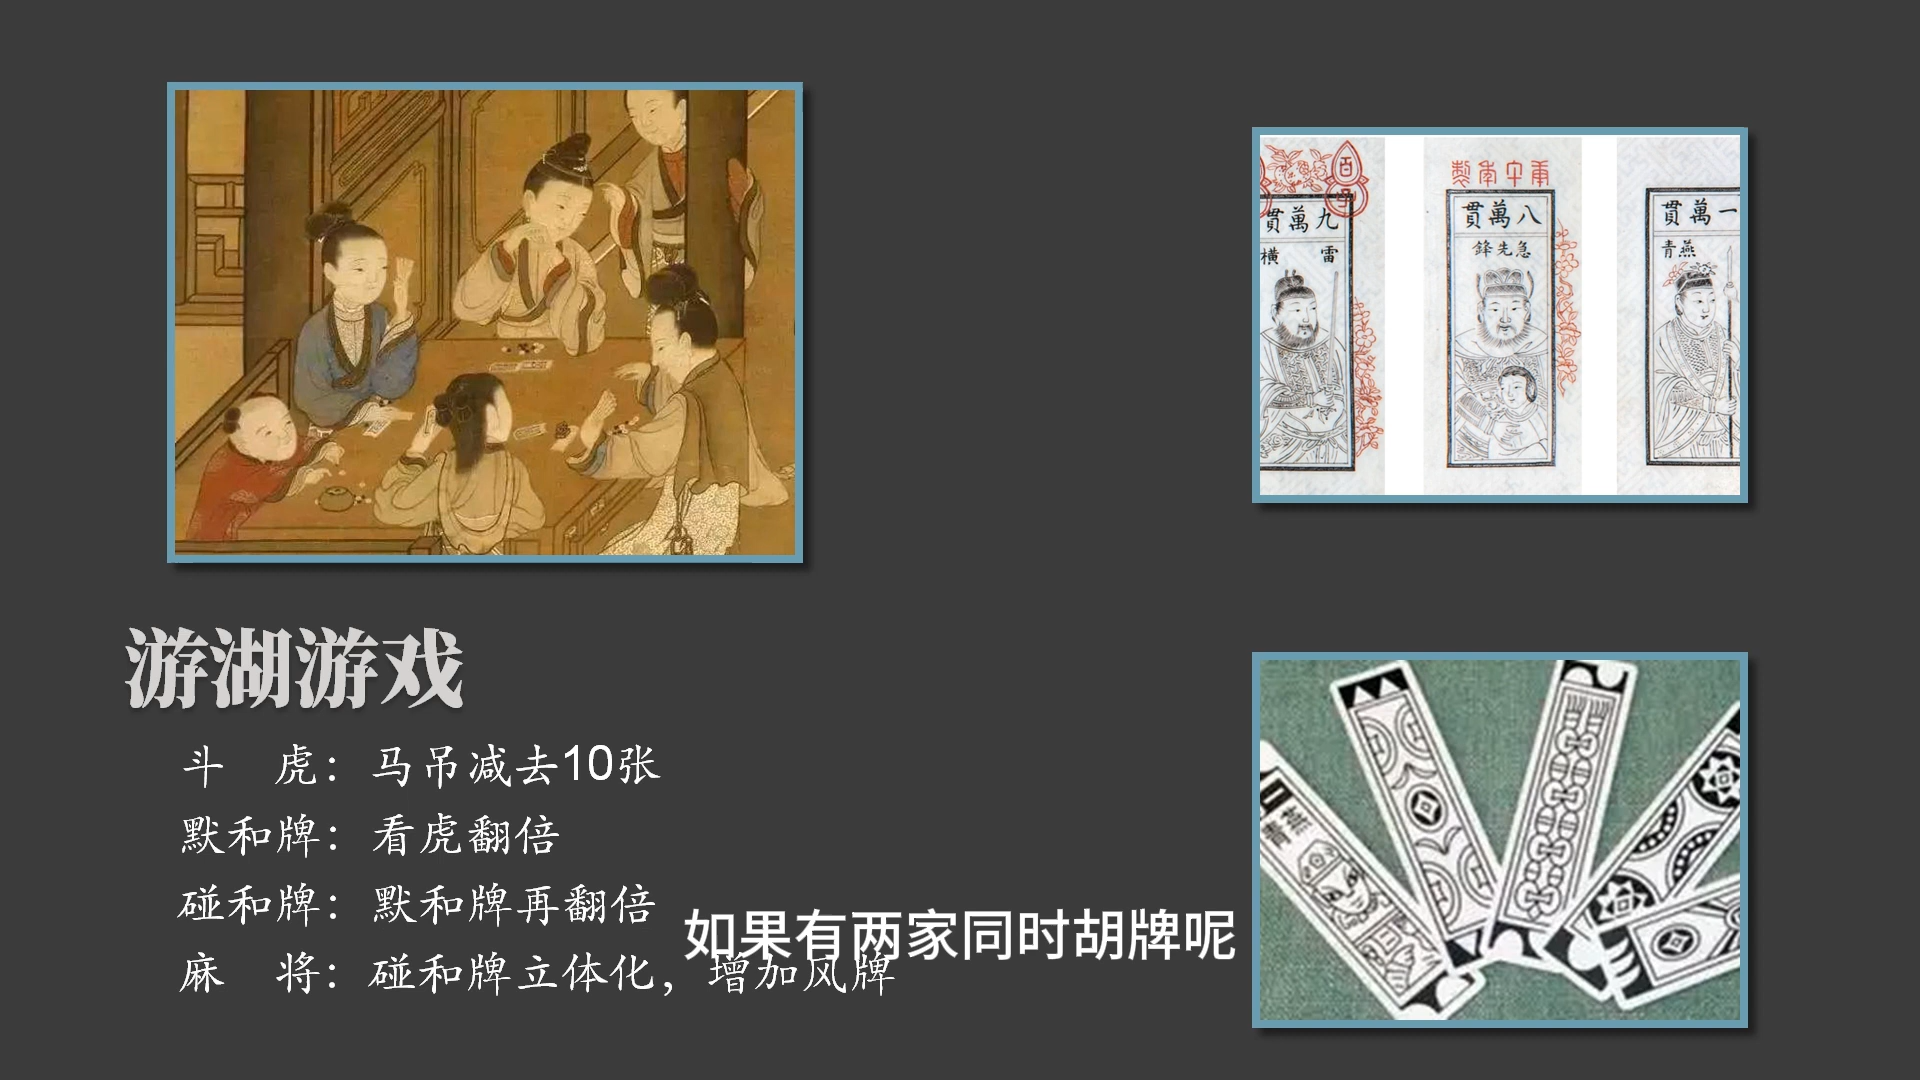 百
貫萬九
橫 雷
貫萬八
鋒先急
貫萬一
青燕
游湖游戏
斗 虎：马吊减去10张
默和牌：看虎翻倍
碰和牌：默和牌再翻倍
麻 将：碰和牌立体化，增加风牌
如果有两家同时胡牌呢